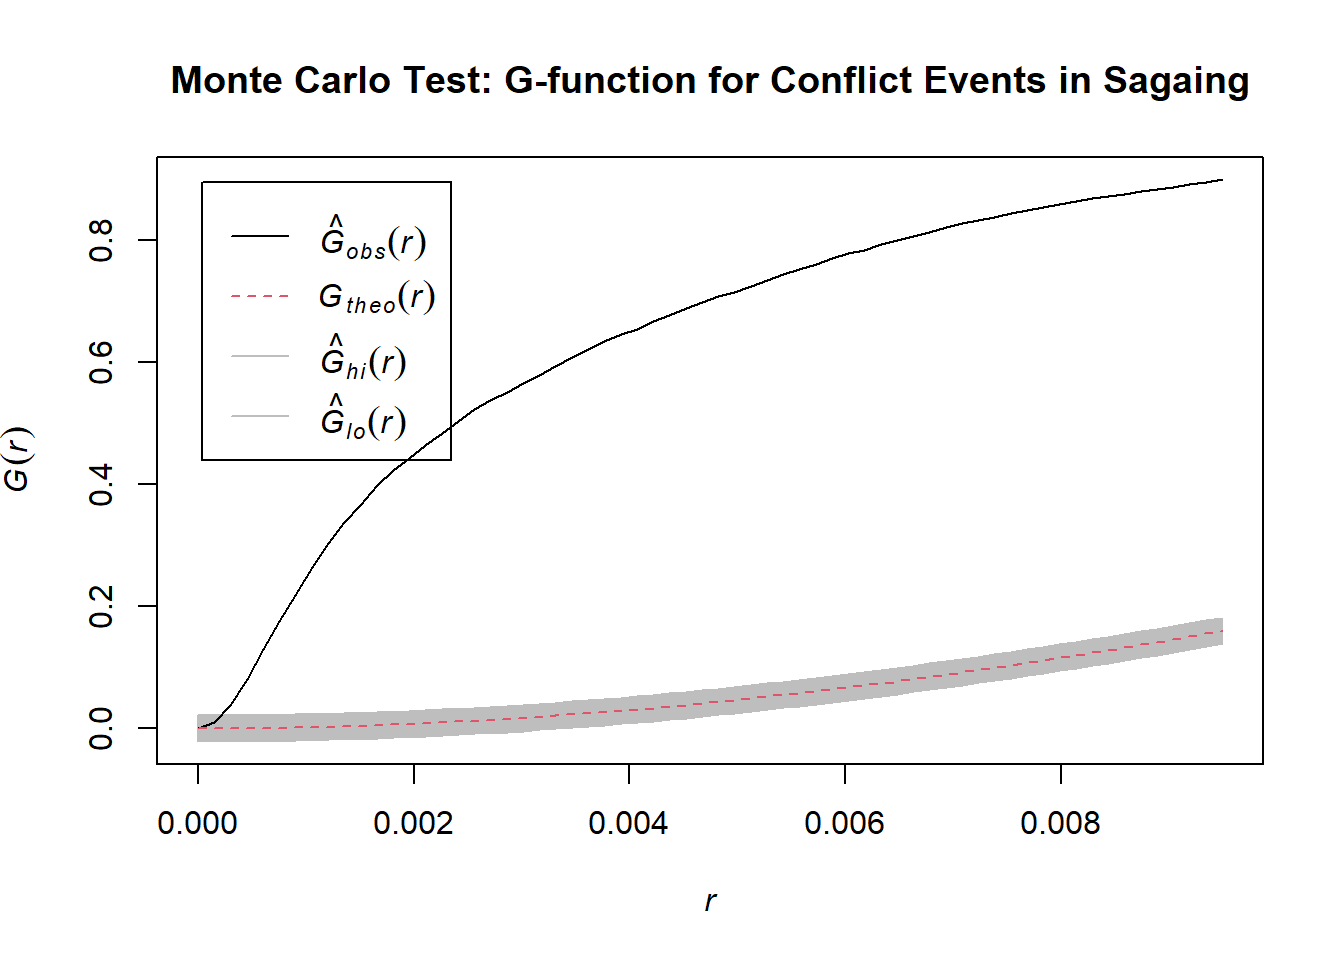 Monte Carlo Test: G-function for Conflict Events in Sagaing
Ĝobs(r)
Gtheo(r)
Ĝhi(r)
Ĝlo(r)
G(r)
0.8
0.6
0.4
0.2
0.0
0.000 0.002 0.004 0.006 0.008
r